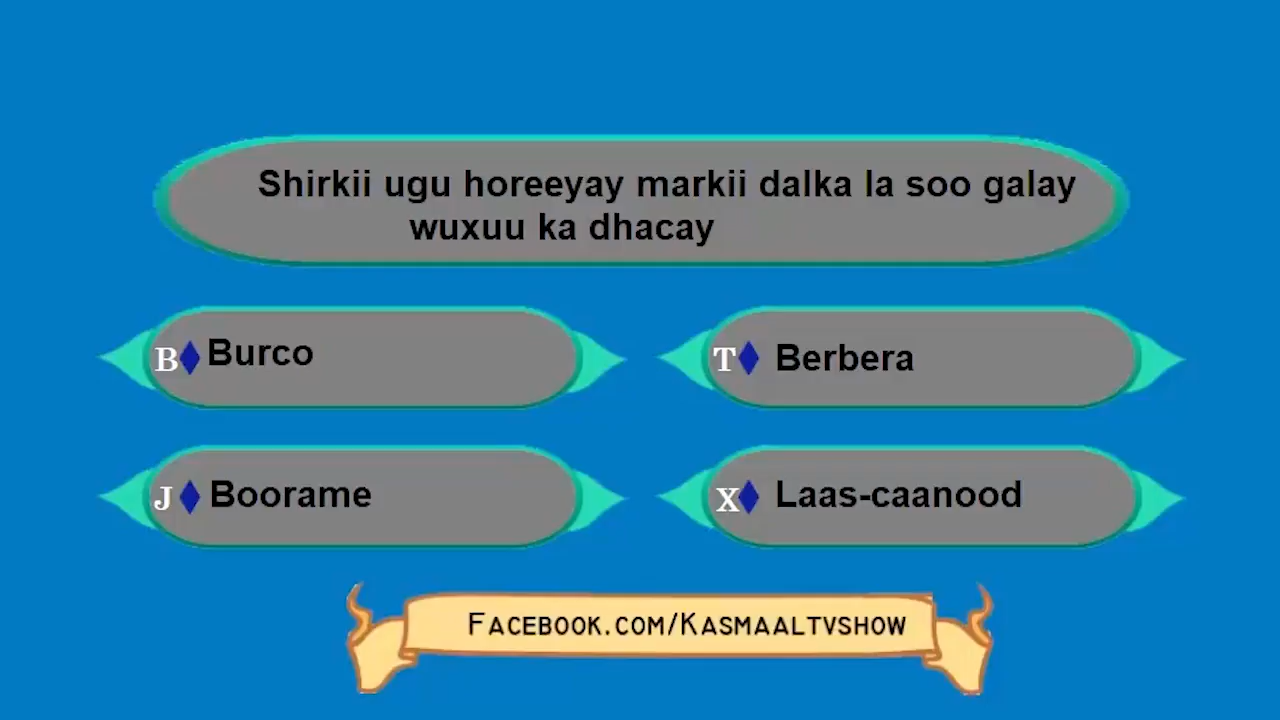 Shirkii ugu horeeyay markii dalka la soo galay
wuxuu ka dhacay
B Burco
T Berbera
J Boorame
X Laas-caanood
FACEBOOK.COM/KASMAALTVSHOW